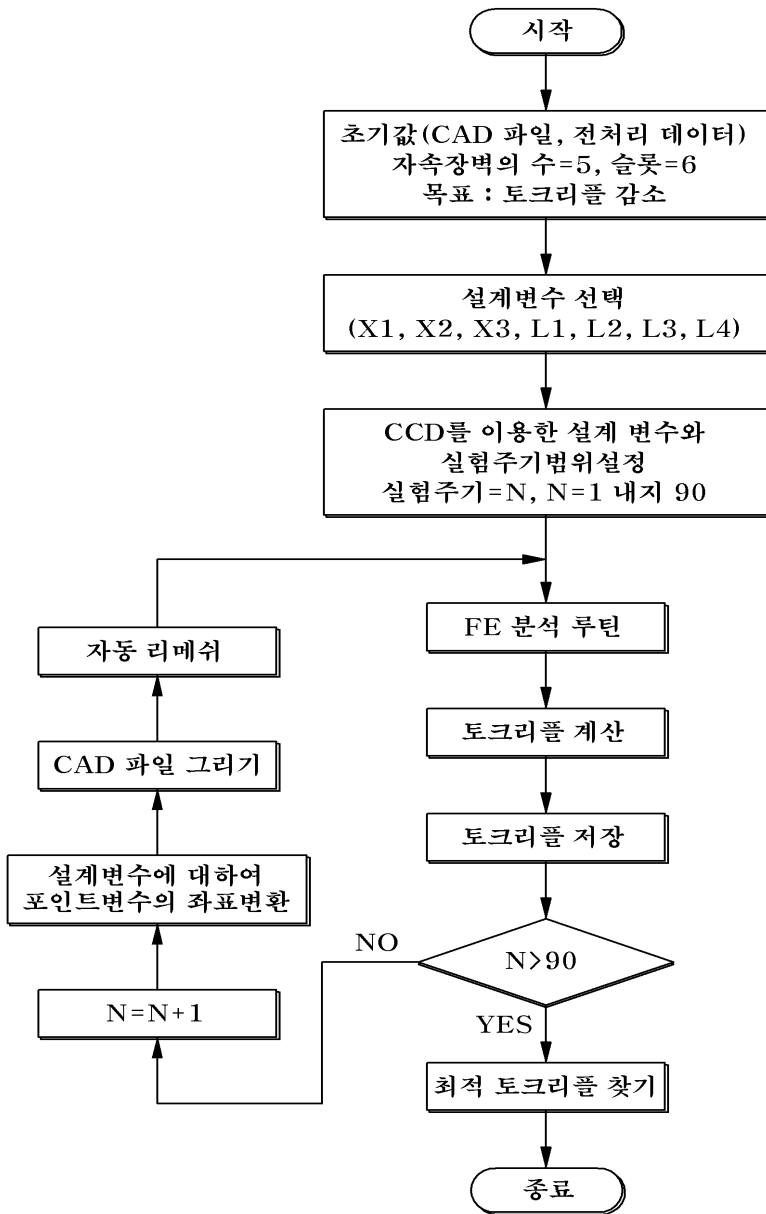 시작
초기값(CAD 파일, 전처리 데이터)
자속장벽의 수=5, 슬롯=6
목표 : 토크리플 감소
설계변수 선택
(X1, X2, X3, L1, L2, L3, L4)
CCD를 이용한 설계 변수와
실험주기범위설정
실험주기=N, N=1 내지 90
FE 분석 루틴
토크리플 계산
토크리플 저장
N>90
NO
YES
N=N+1
설계변수에 대하여
포인트변수의 좌표변환
CAD 파일 그리기
자동 리메쉬
최적 토크리플 찾기
종료